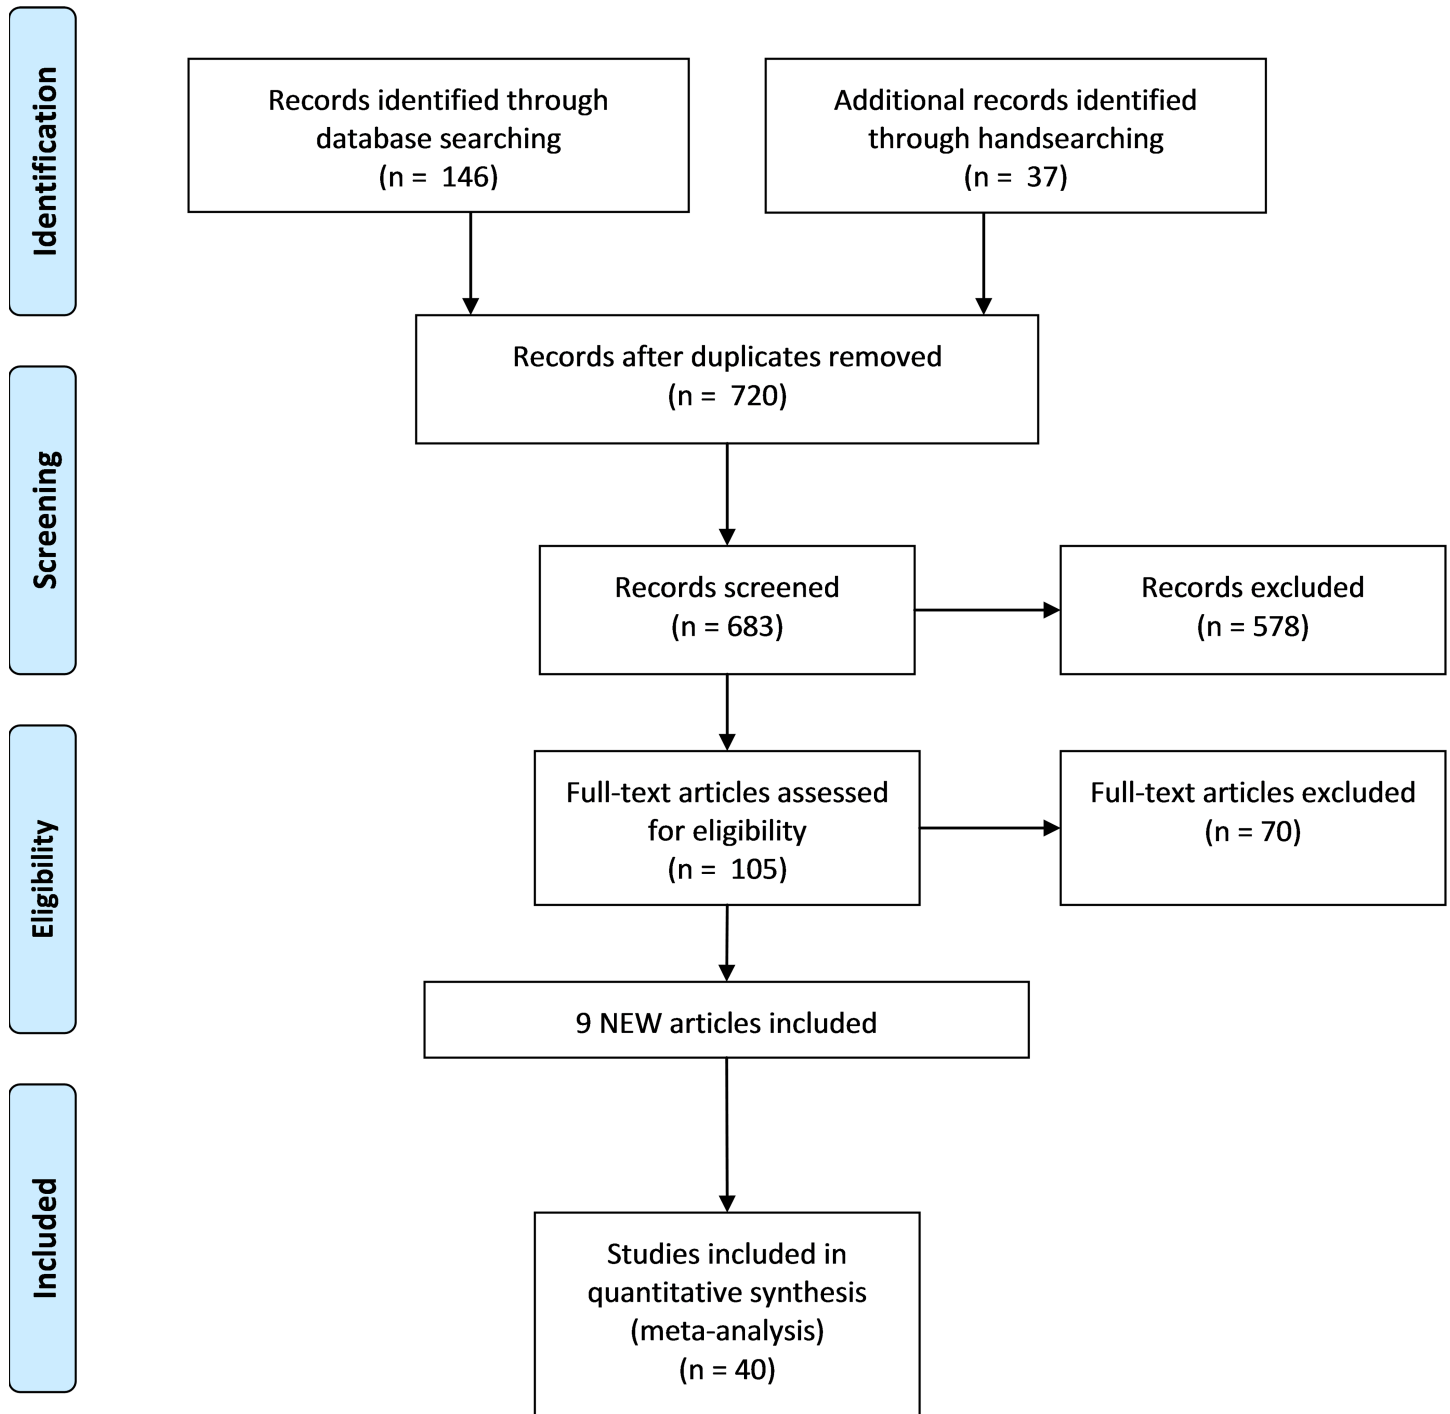 Identification
Records identified through
database searching
(n = 146)
Additional records identified
through handsearching
(n = 37)
Records after duplicates removed
(n = 720)
Screening
Records screened
(n = 683)
Records excluded
(n = 578)
Eligibility
Full-text articles assessed
for eligibility
(n = 105)
Full-text articles excluded
(n = 70)
9 NEW articles included
Included
Studies included in
quantitative synthesis
(meta-analysis)
(n = 40)